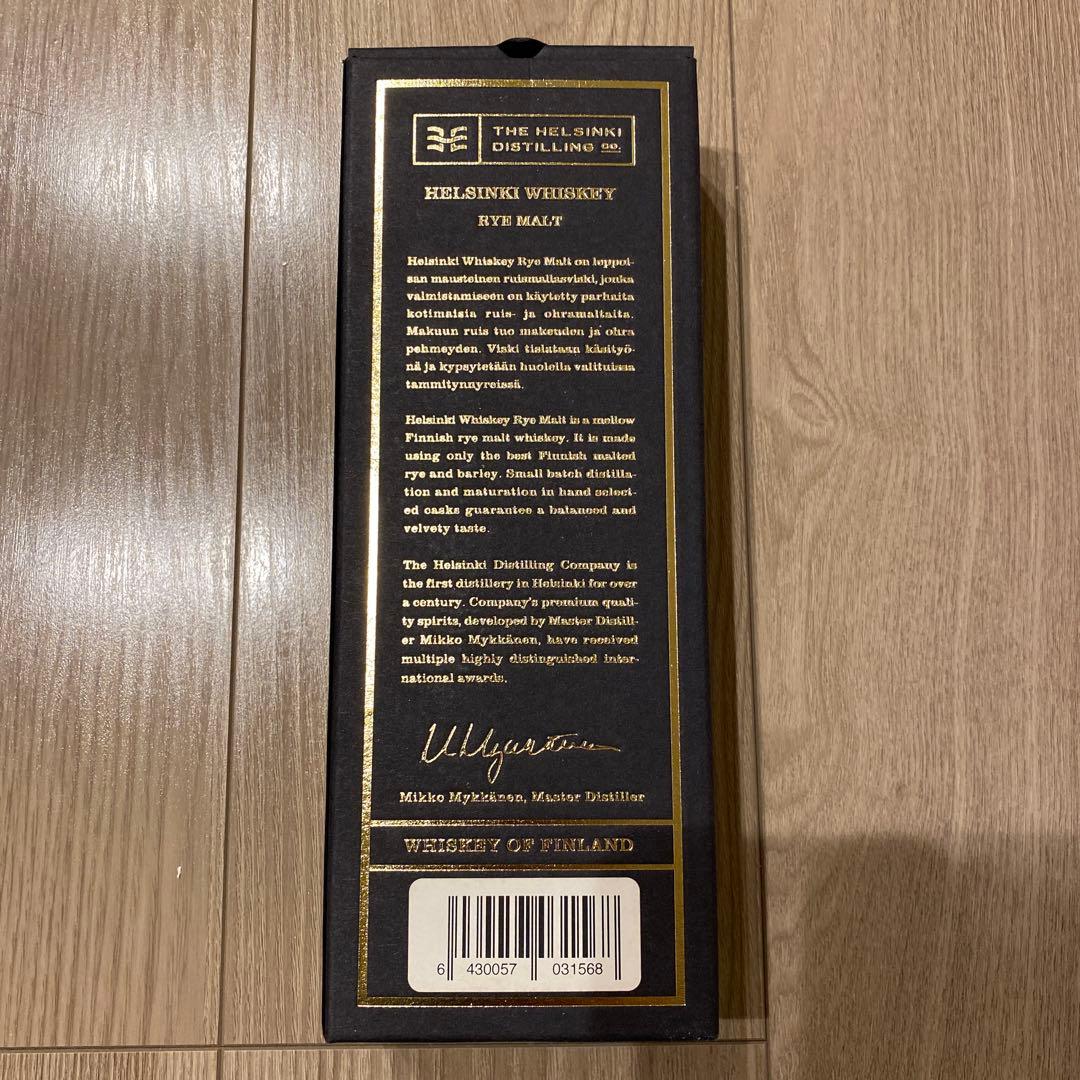 THE HELSINKI
DISTILLING CO.
HELSINKI WHISKEY
RYE MALT
Helsinki Whiskey Rye Malt on leppoi-
san mausteinen ruismallasviski, jonka
valmistamiseen on käytetty parhaita
kotimaisia ruis- ja ohramaltaita.
Makuun ruis tuo makeuden ja ohra
pehmeyden. Viski tislataan käsityö-
nä ja kypsytetään huolella valituissa
tammitynnyreissä.
Helsinki Whiskey Rye Malt is a mellow
Finnish rye malt whiskey. It is made
using only the best Finnish malted
rye and barley. Small batch distilla-
tion and maturation in hand select-
ed casks guarantee a balanced and
velvety taste.
The Helsinki Distilling Company is
the first distillery in Helsinki for over
a century. Company's premium quali-
ty spirits, developed by Master Distill-
er Mikko Mykkänen, have received
multiple highly distinguished inter-
national awards.
Mikko Mykkänen, Master Distiller
WHISKEY OF FINLAND
6 430057 031568